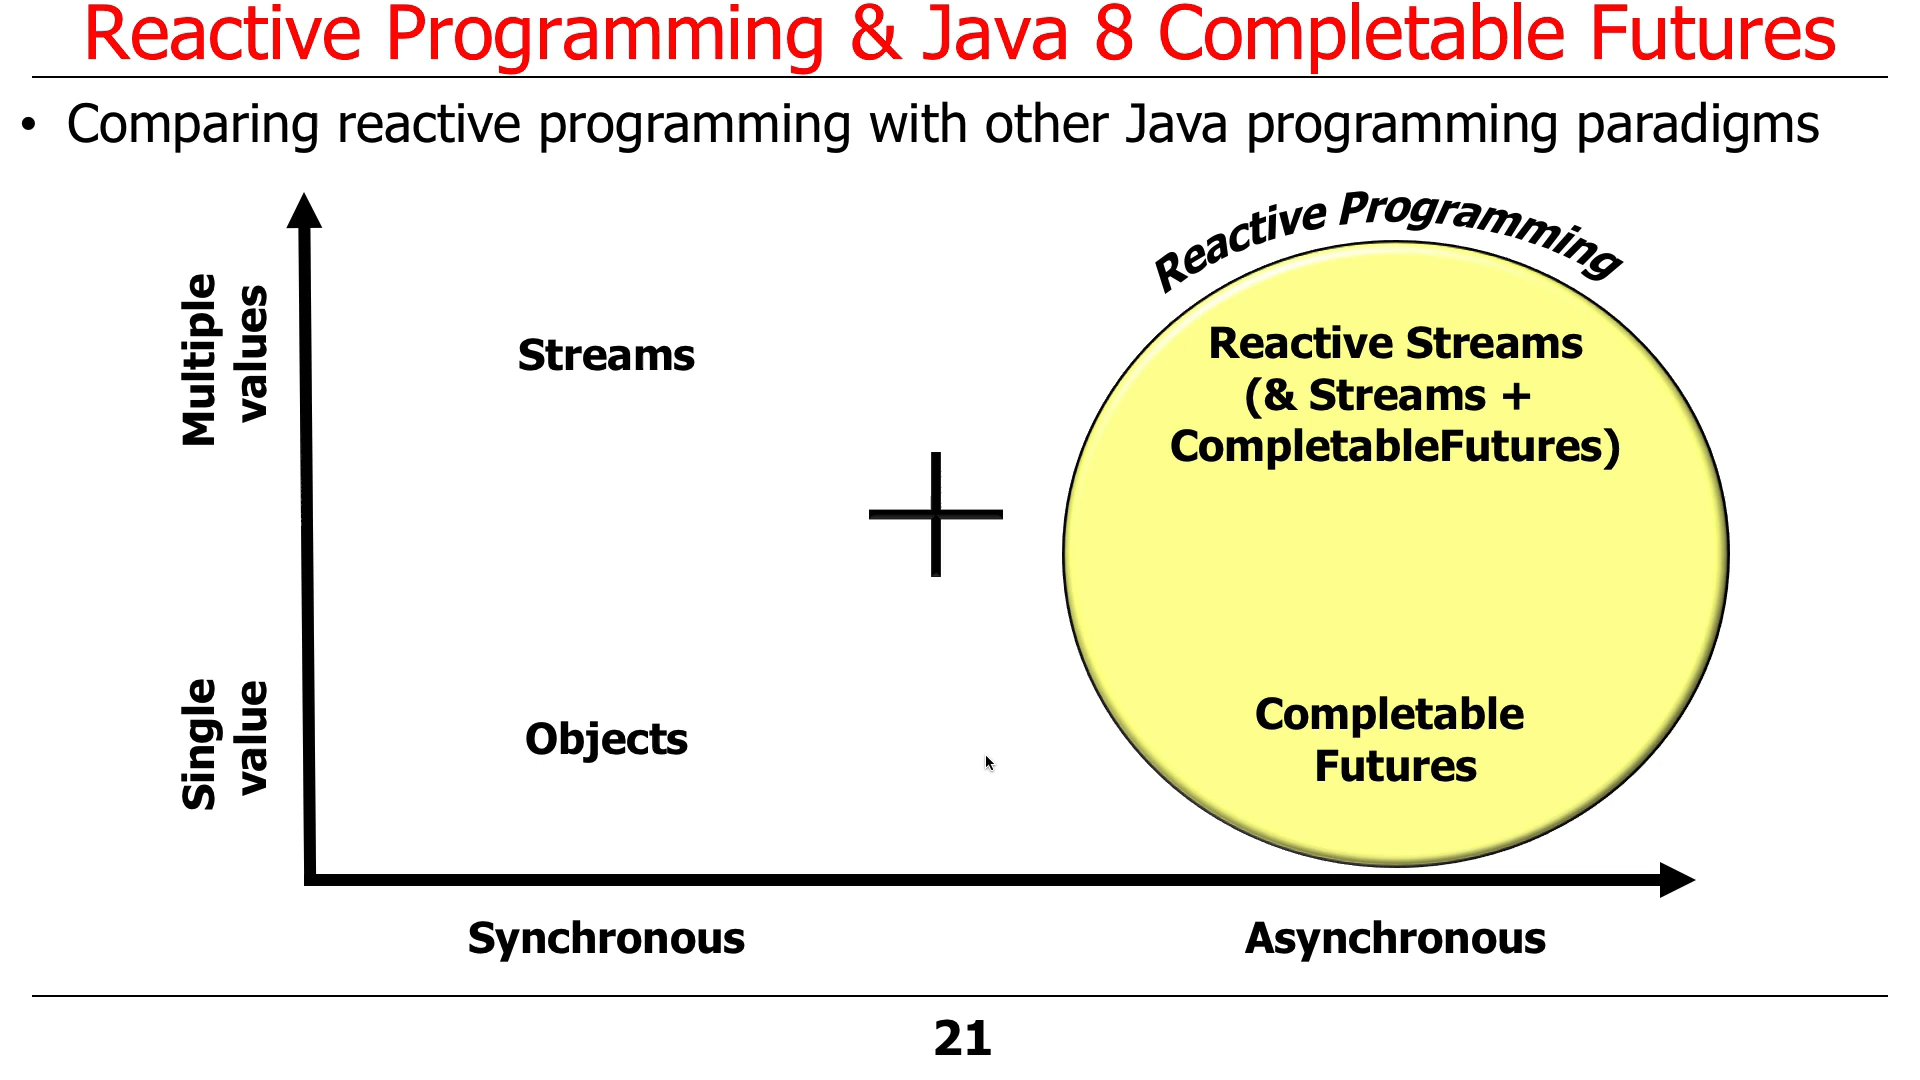 Reactive Programming & Java 8 Completable Futures
• Comparing reactive programming with other Java programming paradigms
Reactive Programming
Multiple
values
Streams
Reactive Streams
(& Streams +
CompletableFutures)
Single
value
Objects
Completable
Futures
Synchronous
Asynchronous
21